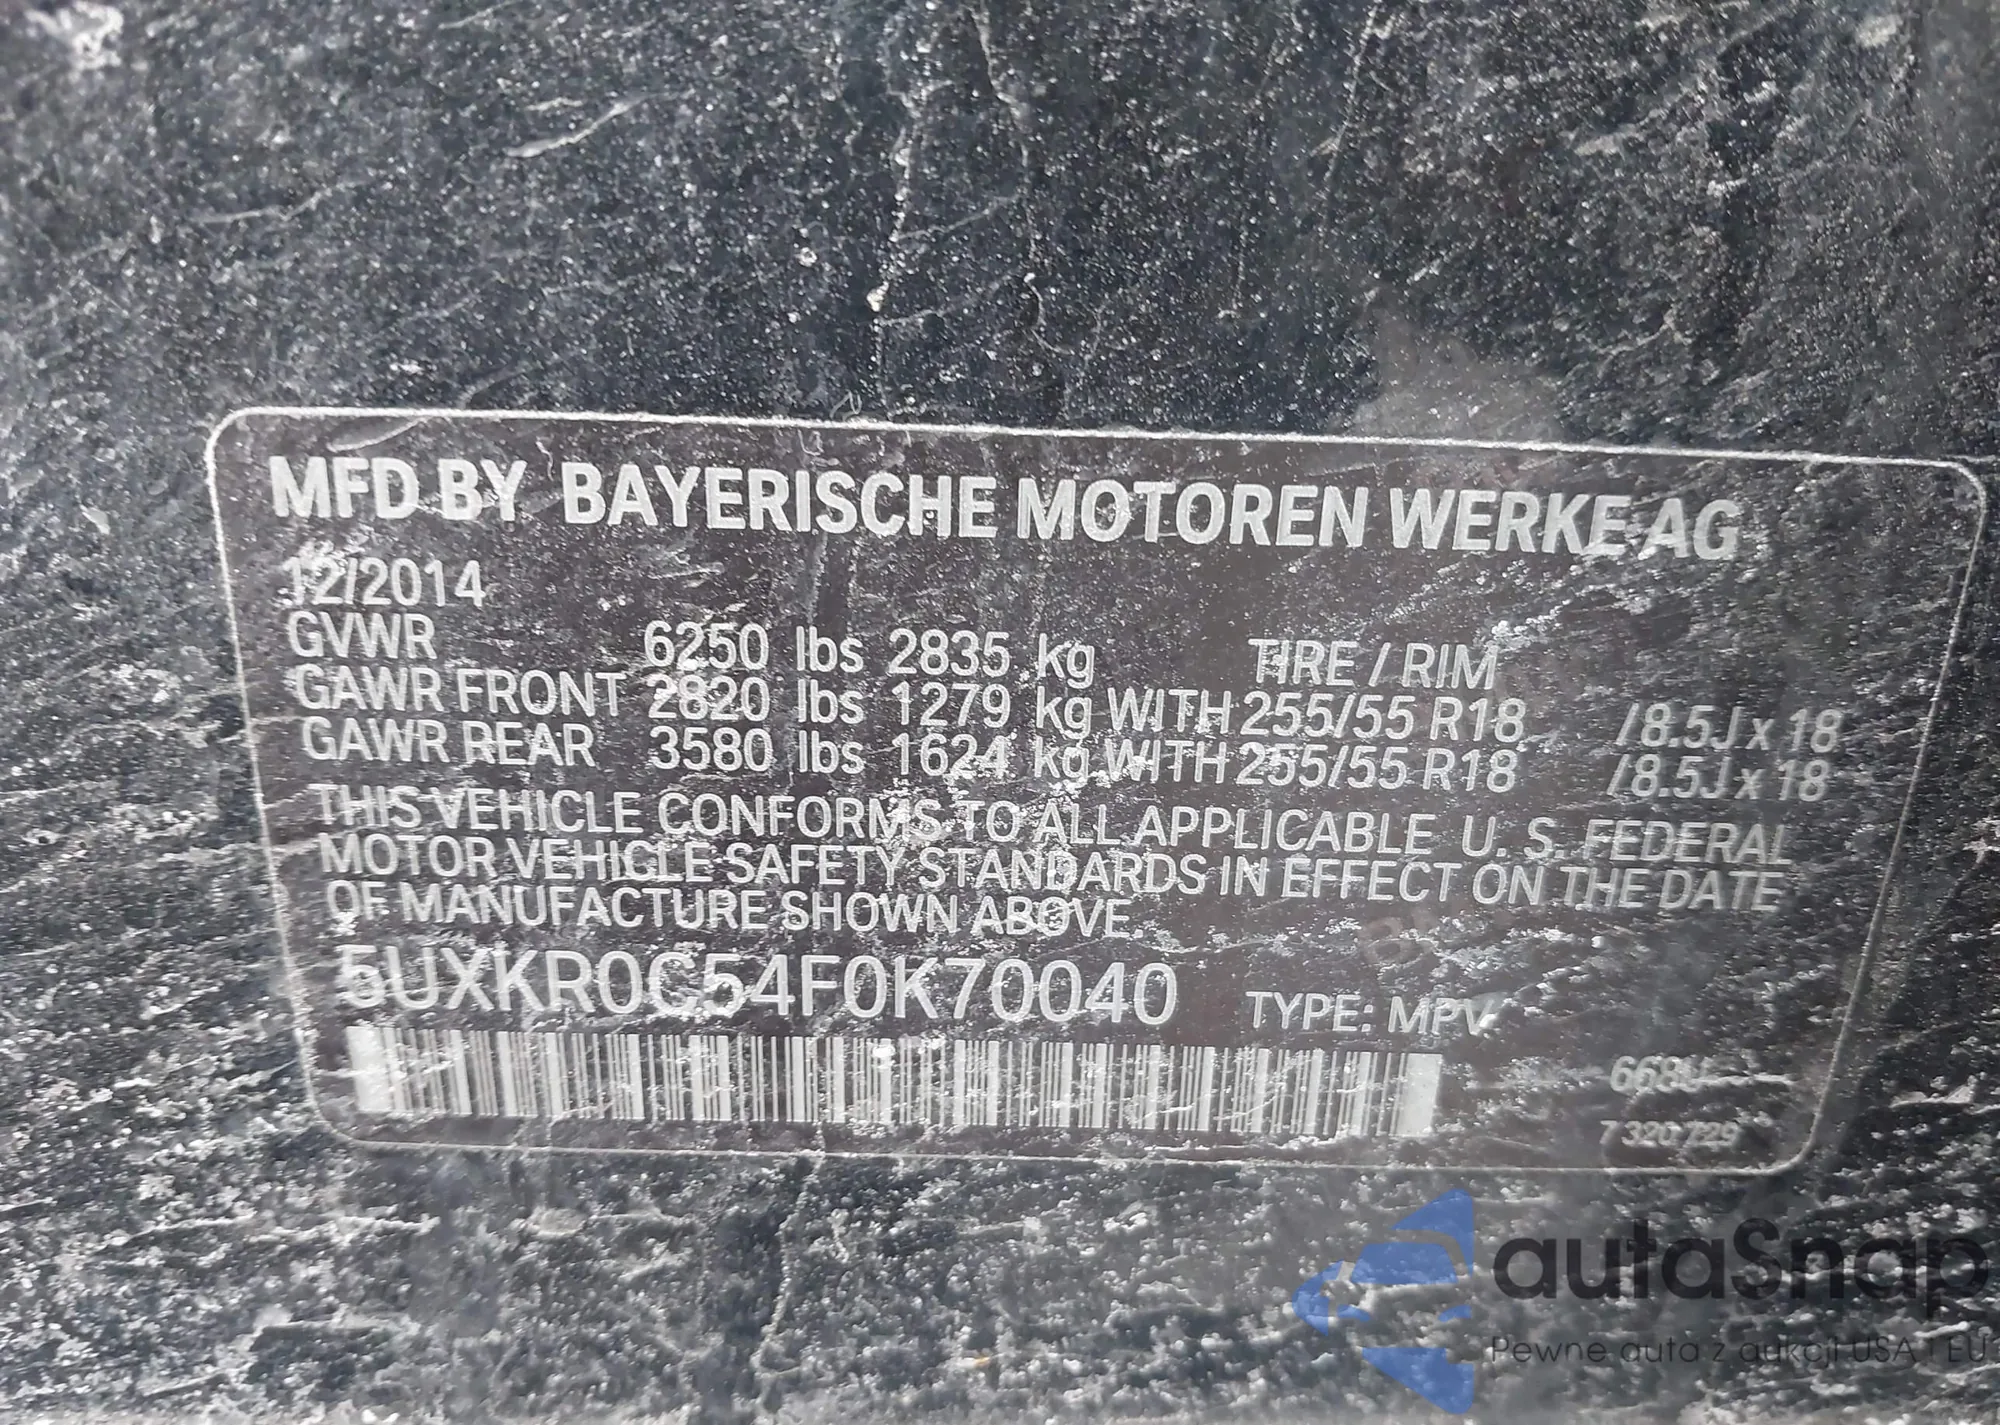 MFD BY BAYERISCHE MOTOREN WERKE AG
12/2014
GVWR 6250 lbs 2835 kg TIRE / RIM
GAWR FRONT 2820 lbs 1279 kg WITH 255/55 R18 /8.5J x 18
GAWR REAR 3580 lbs 1624 kg WITH 255/55 R18 /8.5J x 18
THIS VEHICLE CONFORMS TO ALL APPLICABLE U. S. FEDERAL
MOTOR VEHICLE SAFETY STANDARDS IN EFFECT ON THE DATE
OF MANUFACTURE SHOWN ABOVE.
5UXKR0C54F0K70040 TYPE: MPV
668U
7 320 729
autaSnap
Pewne auta z aukcji USA i EU